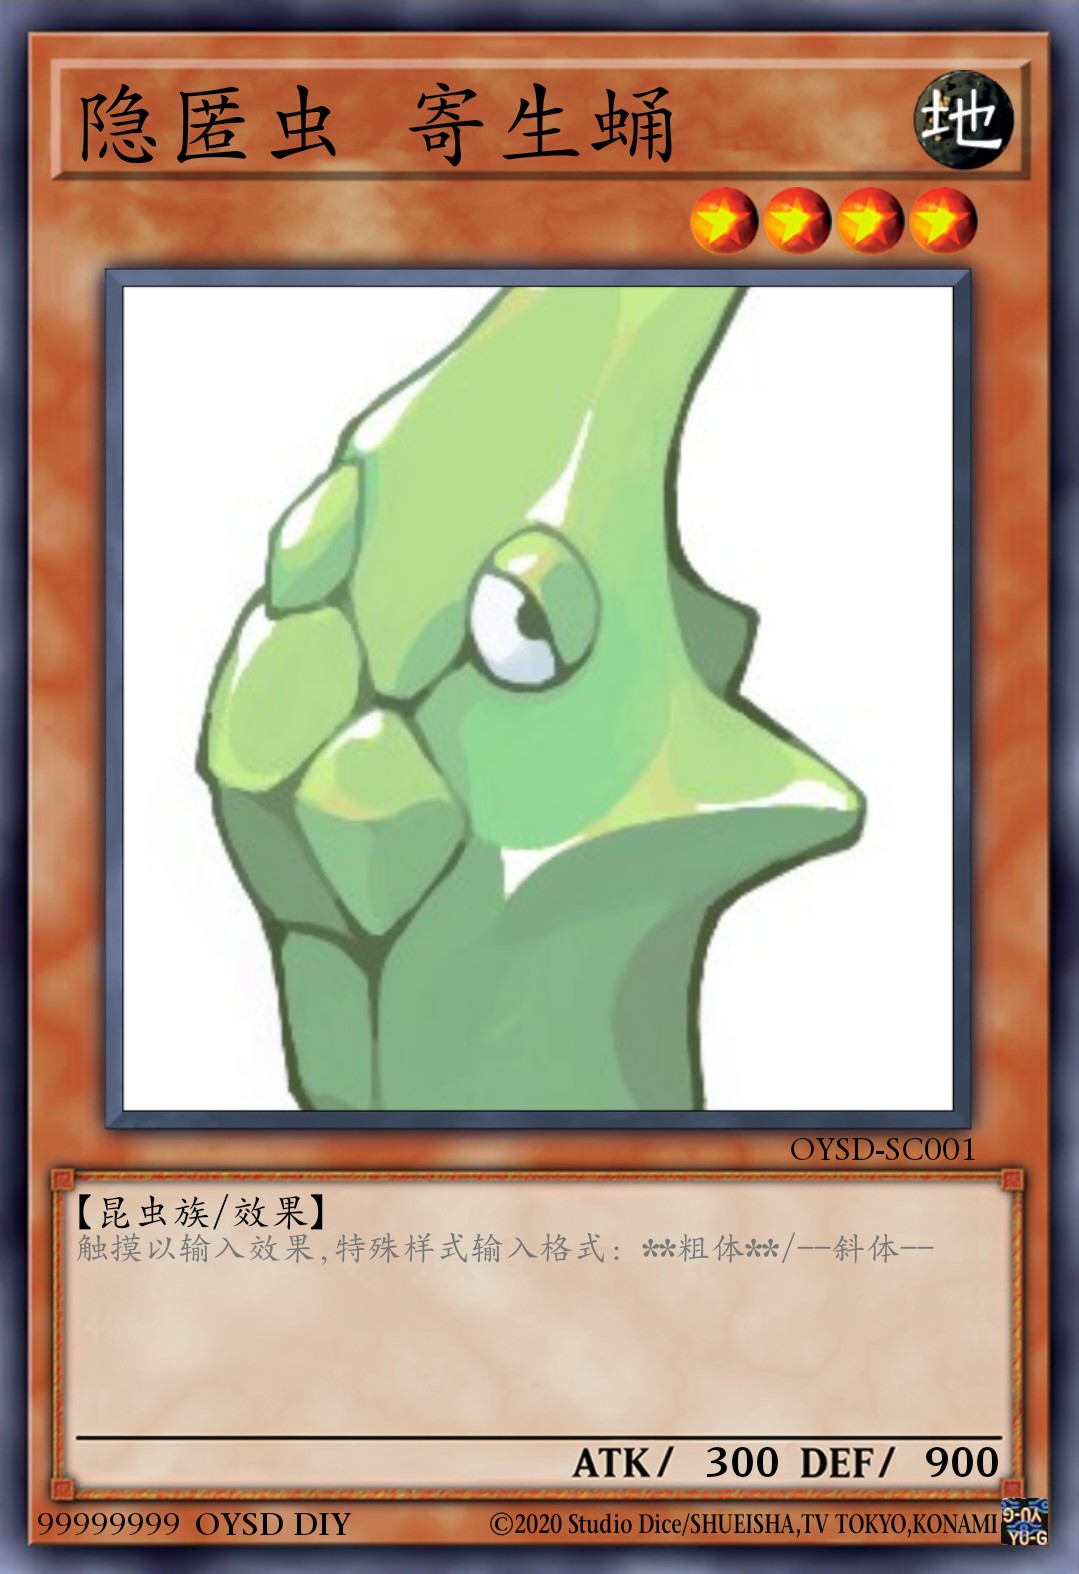 隐匿虫 寄生蛹
地
OYSD-SC001
【昆虫族/效果】
触摸以输入效果,特殊样式输入格式：**粗体**/--斜体--
ATK/ 300 DEF/ 900
99999999 OYSD DIY ©2020 Studio Dice/SHUEISHA,TV TOKYO,KONAMI